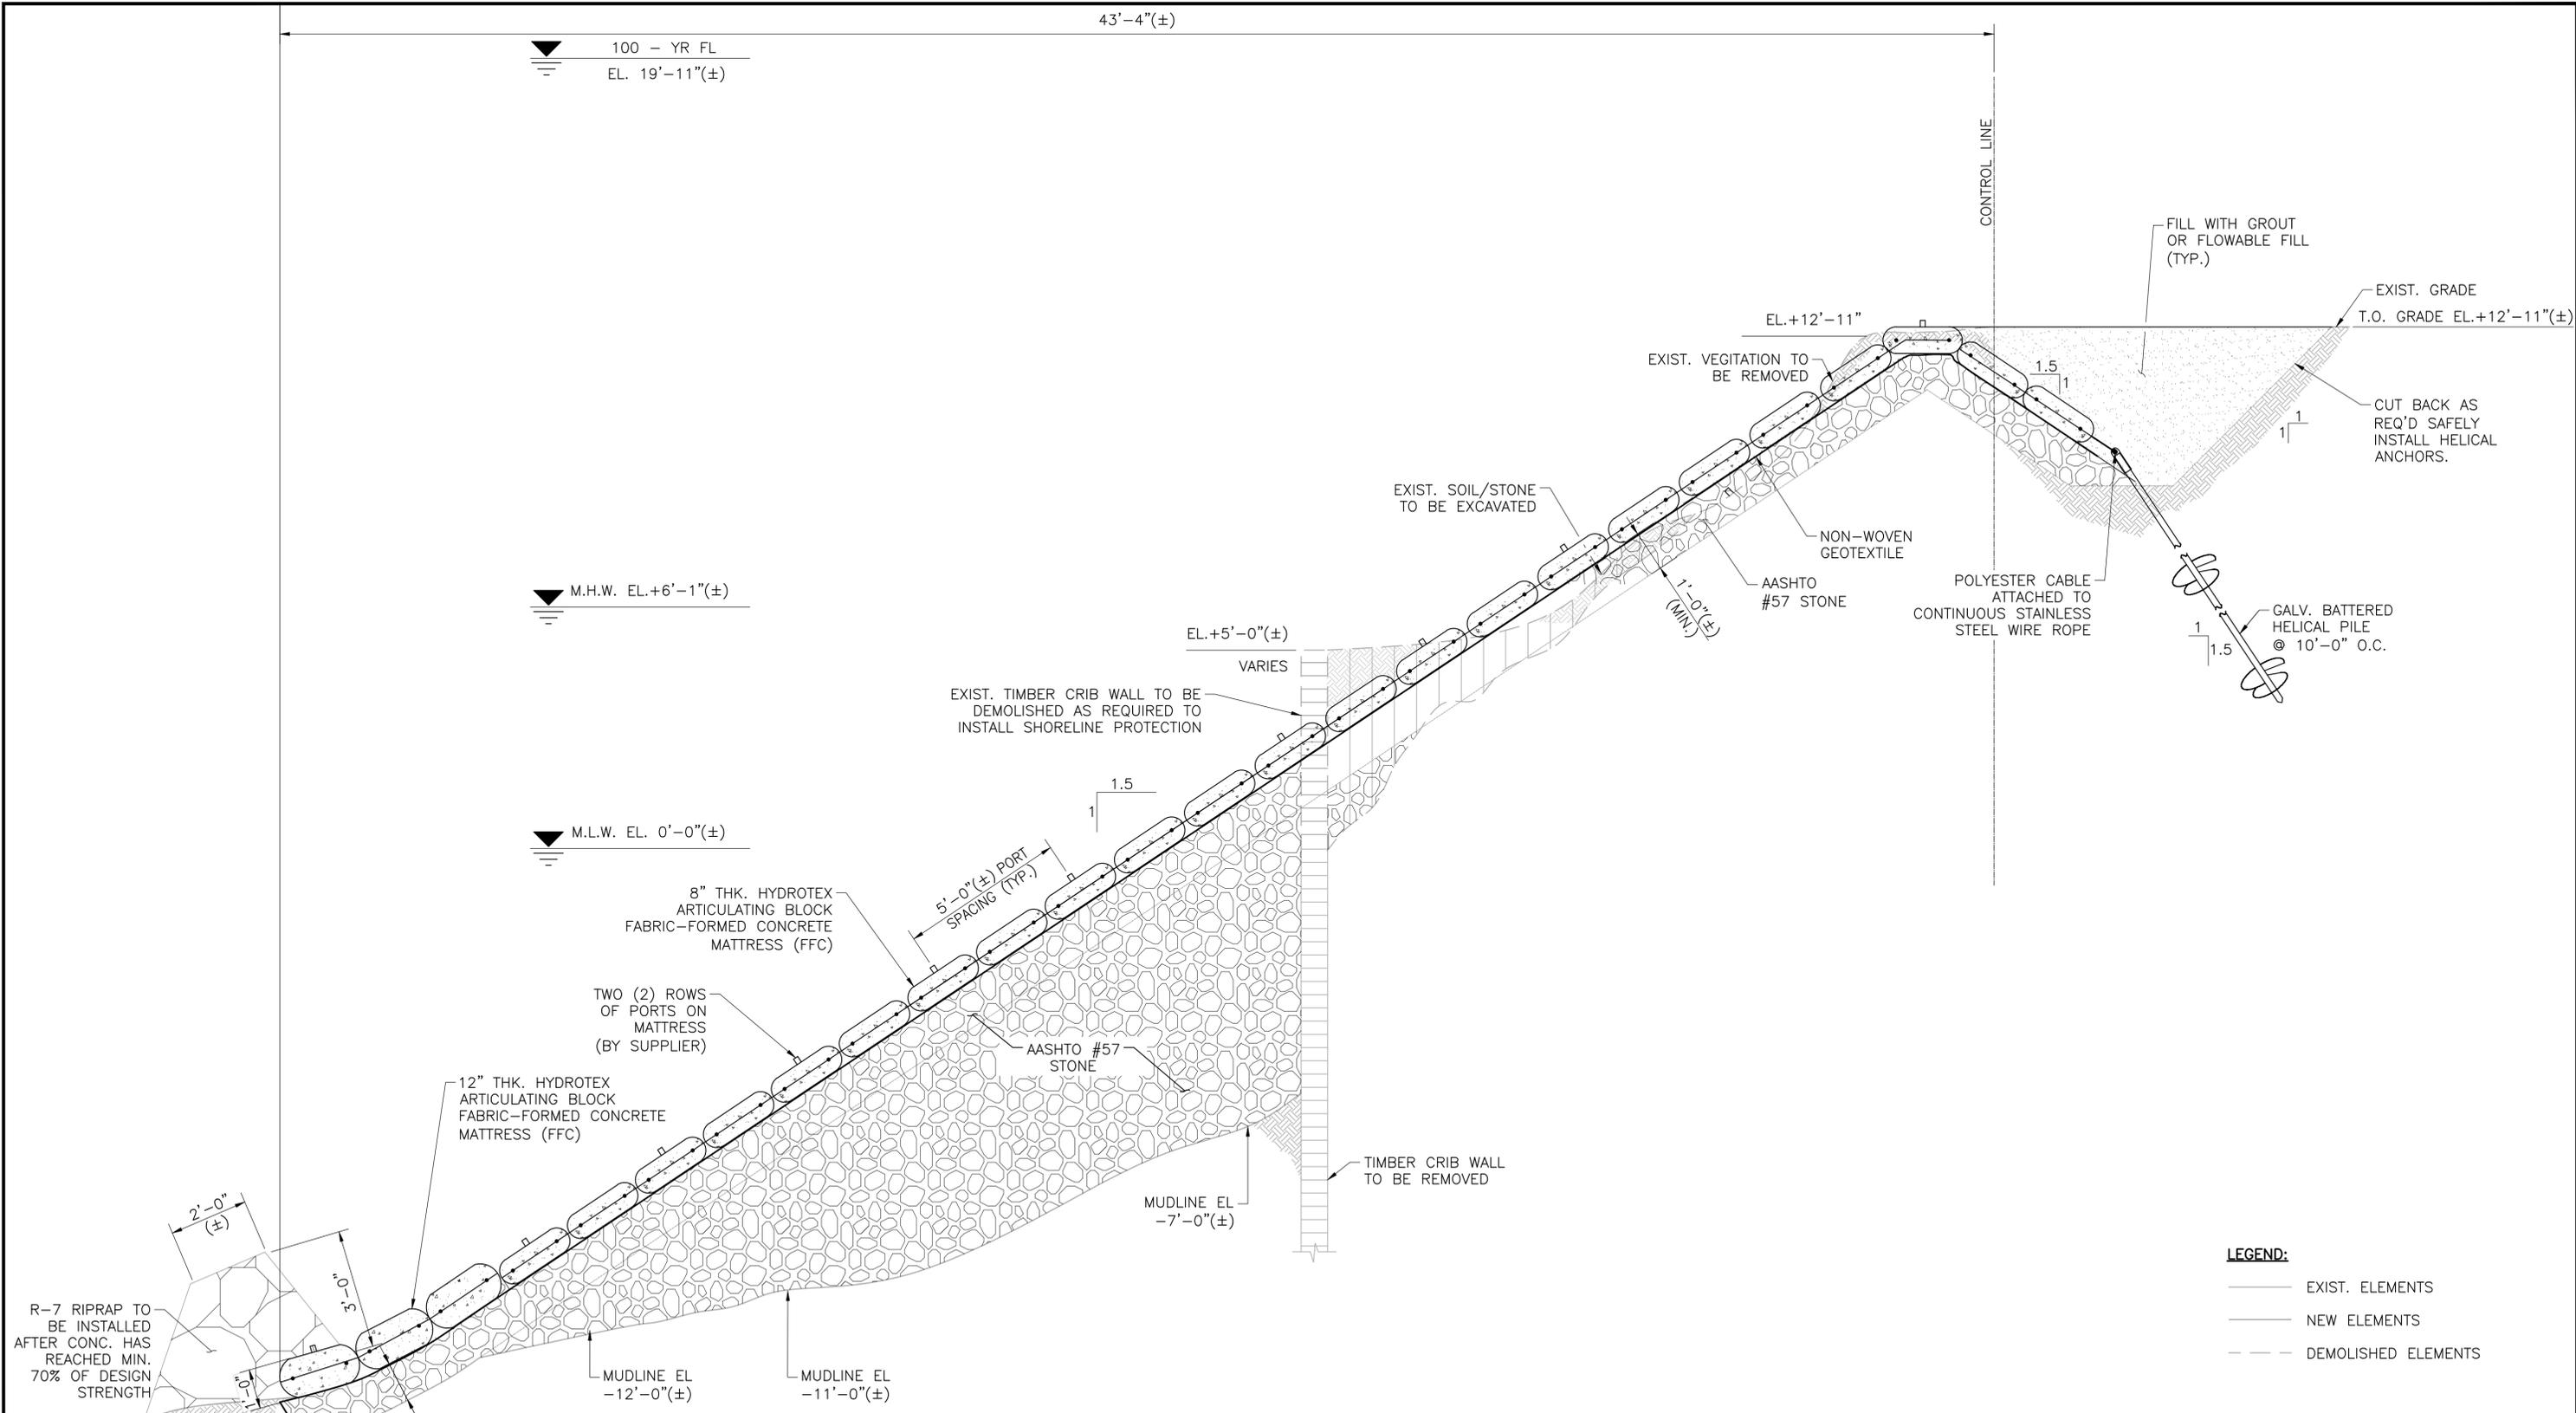 43'-4"(±)
100 - YR FL
EL. 19'-11"(±)
CONTROL LINE
FILL WITH GROUT
OR FLOWABLE FILL
(TYP.)
EXIST. GRADE
T.O. GRADE EL.+12'-11"(±)
EL.+12'-11"
EXIST. VEGITATION TO
BE REMOVED
1.5
1
CUT BACK AS
REQ'D SAFELY
INSTALL HELICAL
ANCHORS.
1
1
EXIST. SOIL/STONE
TO BE EXCAVATED
NON-WOVEN
GEOTEXTILE
AASHTO
#57 STONE
1'-0"(±)
(MIN.)
POLYESTER CABLE
ATTACHED TO
CONTINUOUS STAINLESS
STEEL WIRE ROPE
GALV. BATTERED
HELICAL PILE
@ 10'-0" O.C.
1
1.5
M.H.W. EL.+6'-1"(±)
EL.+5'-0"(±)
VARIES
EXIST. TIMBER CRIB WALL TO BE
DEMOLISHED AS REQUIRED TO
INSTALL SHORELINE PROTECTION
1.5
1
M.L.W. EL. 0'-0"(±)
5'-0"(±) PORT
SPACING (TYP.)
8" THK. HYDROTEX
ARTICULATING BLOCK
FABRIC-FORMED CONCRETE
MATTRESS (FFC)
TWO (2) ROWS
OF PORTS ON
MATTRESS
(BY SUPPLIER)
AASHTO #57
STONE
12" THK. HYDROTEX
ARTICULATING BLOCK
FABRIC-FORMED CONCRETE
MATTRESS (FFC)
TIMBER CRIB WALL
TO BE REMOVED
MUDLINE EL
-7'-0"(±)
2'-0"
(±)
3'-0"
R-7 RIPRAP TO
BE INSTALLED
AFTER CONC. HAS
REACHED MIN.
70% OF DESIGN
STRENGTH
1'-0"
MUDLINE EL
-12'-0"(±)
MUDLINE EL
-11'-0"(±)
LEGEND:
EXIST. ELEMENTS
NEW ELEMENTS
DEMOLISHED ELEMENTS